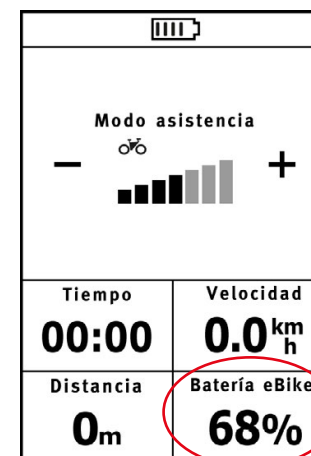 Modo asistencia
− +
Tiempo
00:00
Velocidad
0.0 km/h
Distancia
0m
Batería eBike
68%